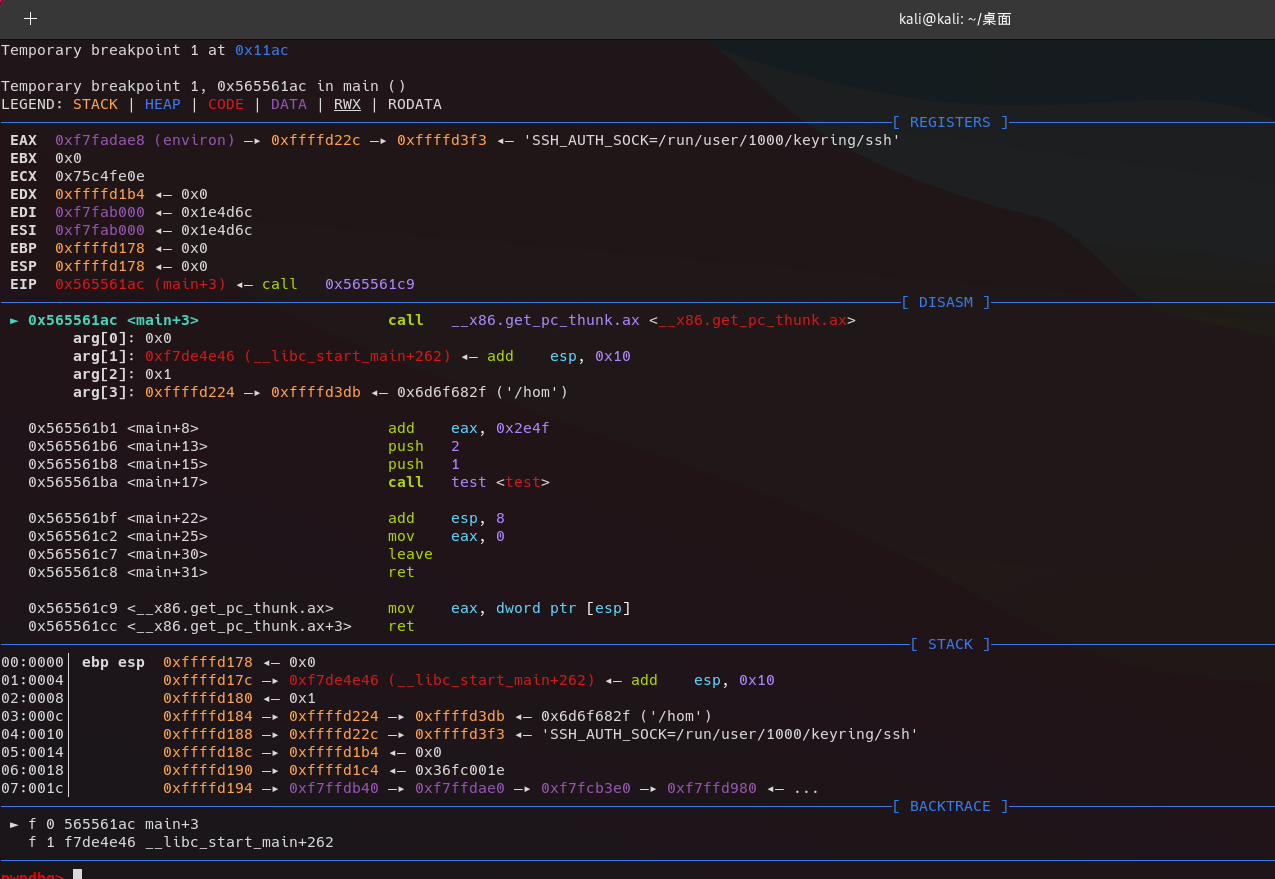 kali@kali: ~/桌面
Temporary breakpoint 1 at 0x11ac
Temporary breakpoint 1, 0x565561ac in main ()
LEGEND: STACK | HEAP | CODE | DATA | RWX | RODATA
[ REGISTERS ]
EAX  0xf7fadae8 (environ) —▸ 0xffffd22c —▸ 0xffffd3f3 ◂— 'SSH_AUTH_SOCK=/run/user/1000/keyring/ssh'
EBX  0x0
ECX  0x75c4fe0e
EDX  0xffffd1b4 ◂— 0x0
EDI  0xf7fab000 ◂— 0x1e4d6c
ESI  0xf7fab000 ◂— 0x1e4d6c
EBP  0xffffd178 ◂— 0x0
ESP  0xffffd178 ◂— 0x0
EIP  0x565561ac (main+3) ◂— call   0x565561c9
[ DISASM ]
► 0x565561ac <main+3>                     call   __x86.get_pc_thunk.ax <__x86.get_pc_thunk.ax>
arg[0]: 0x0
arg[1]: 0xf7de4e46 (__libc_start_main+262) ◂— add    esp, 0x10
arg[2]: 0x1
arg[3]: 0xffffd224 —▸ 0xffffd3db ◂— 0x6d6f682f ('/hom')
0x565561b1 <main+8>                     add    eax, 0x2e4f
0x565561b6 <main+13>                    push   2
0x565561b8 <main+15>                    push   1
0x565561ba <main+17>                    call   test <test>
0x565561bf <main+22>                    add    esp, 8
0x565561c2 <main+25>                    mov    eax, 0
0x565561c7 <main+30>                    leave
0x565561c8 <main+31>                    ret
0x565561c9 <__x86.get_pc_thunk.ax>      mov    eax, dword ptr [esp]
0x565561cc <__x86.get_pc_thunk.ax+3>    ret
[ STACK ]
00:0000│ ebp esp  0xffffd178 ◂— 0x0
01:0004│          0xffffd17c —▸ 0xf7de4e46 (__libc_start_main+262) ◂— add    esp, 0x10
02:0008│          0xffffd180 ◂— 0x1
03:000c│          0xffffd184 —▸ 0xffffd224 —▸ 0xffffd3db ◂— 0x6d6f682f ('/hom')
04:0010│          0xffffd188 —▸ 0xffffd22c —▸ 0xffffd3f3 ◂— 'SSH_AUTH_SOCK=/run/user/1000/keyring/ssh'
05:0014│          0xffffd18c —▸ 0xffffd1b4 ◂— 0x0
06:0018│          0xffffd190 —▸ 0xffffd1c4 ◂— 0x36fc001e
07:001c│          0xffffd194 —▸ 0xf7ffdb40 —▸ 0xf7ffdae0 —▸ 0xf7fcb3e0 —▸ 0xf7ffd980 ◂— ...
[ BACKTRACE ]
► f 0 565561ac main+3
f 1 f7de4e46 __libc_start_main+262
pwndbg>